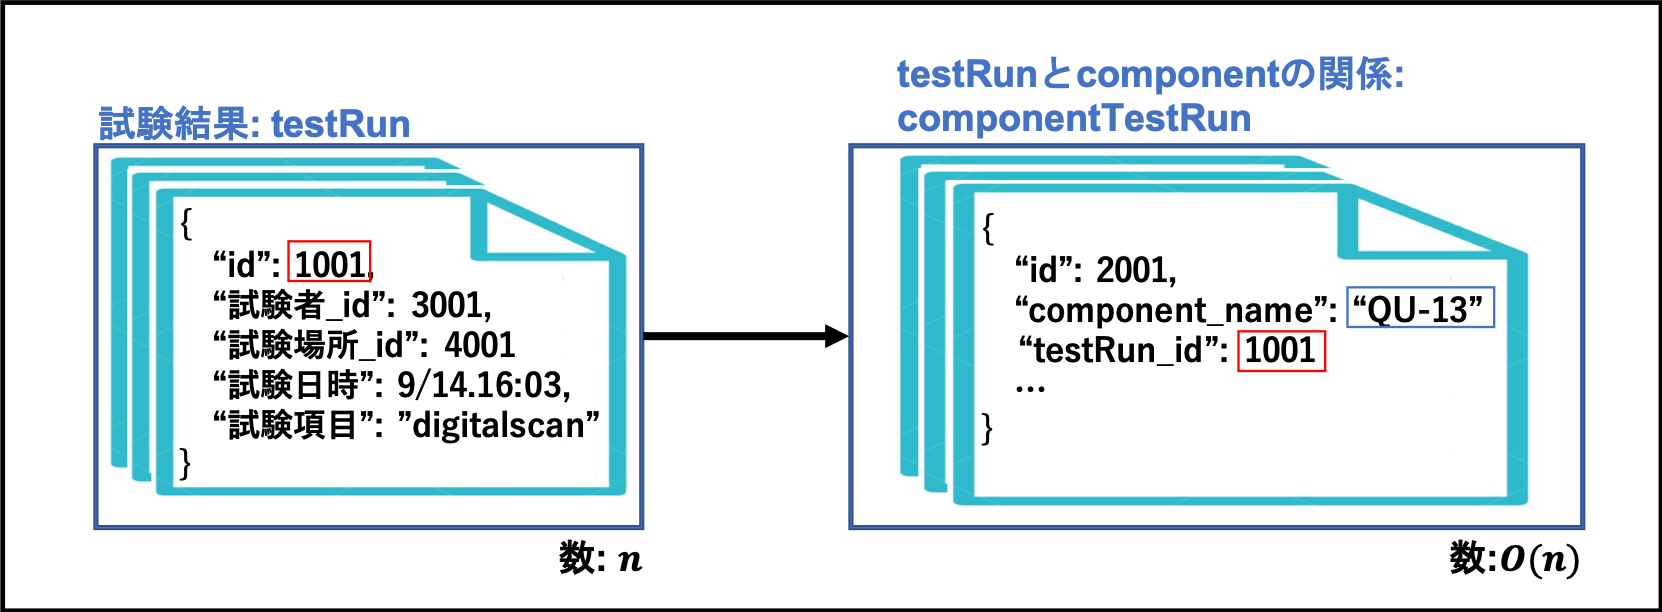 試験結果: testRun
{
“id”: 1001,
“試験者_id”: 3001,
“試験場所_id”: 4001
“試験日時”: 9/14.16:03,
“試験項目”: ”digitalscan”
}
数: n
testRunとcomponentの関係:
componentTestRun
{
“id”: 2001,
“component_name”: “QU-13”
“testRun_id”: 1001
...
}
数:O(n)